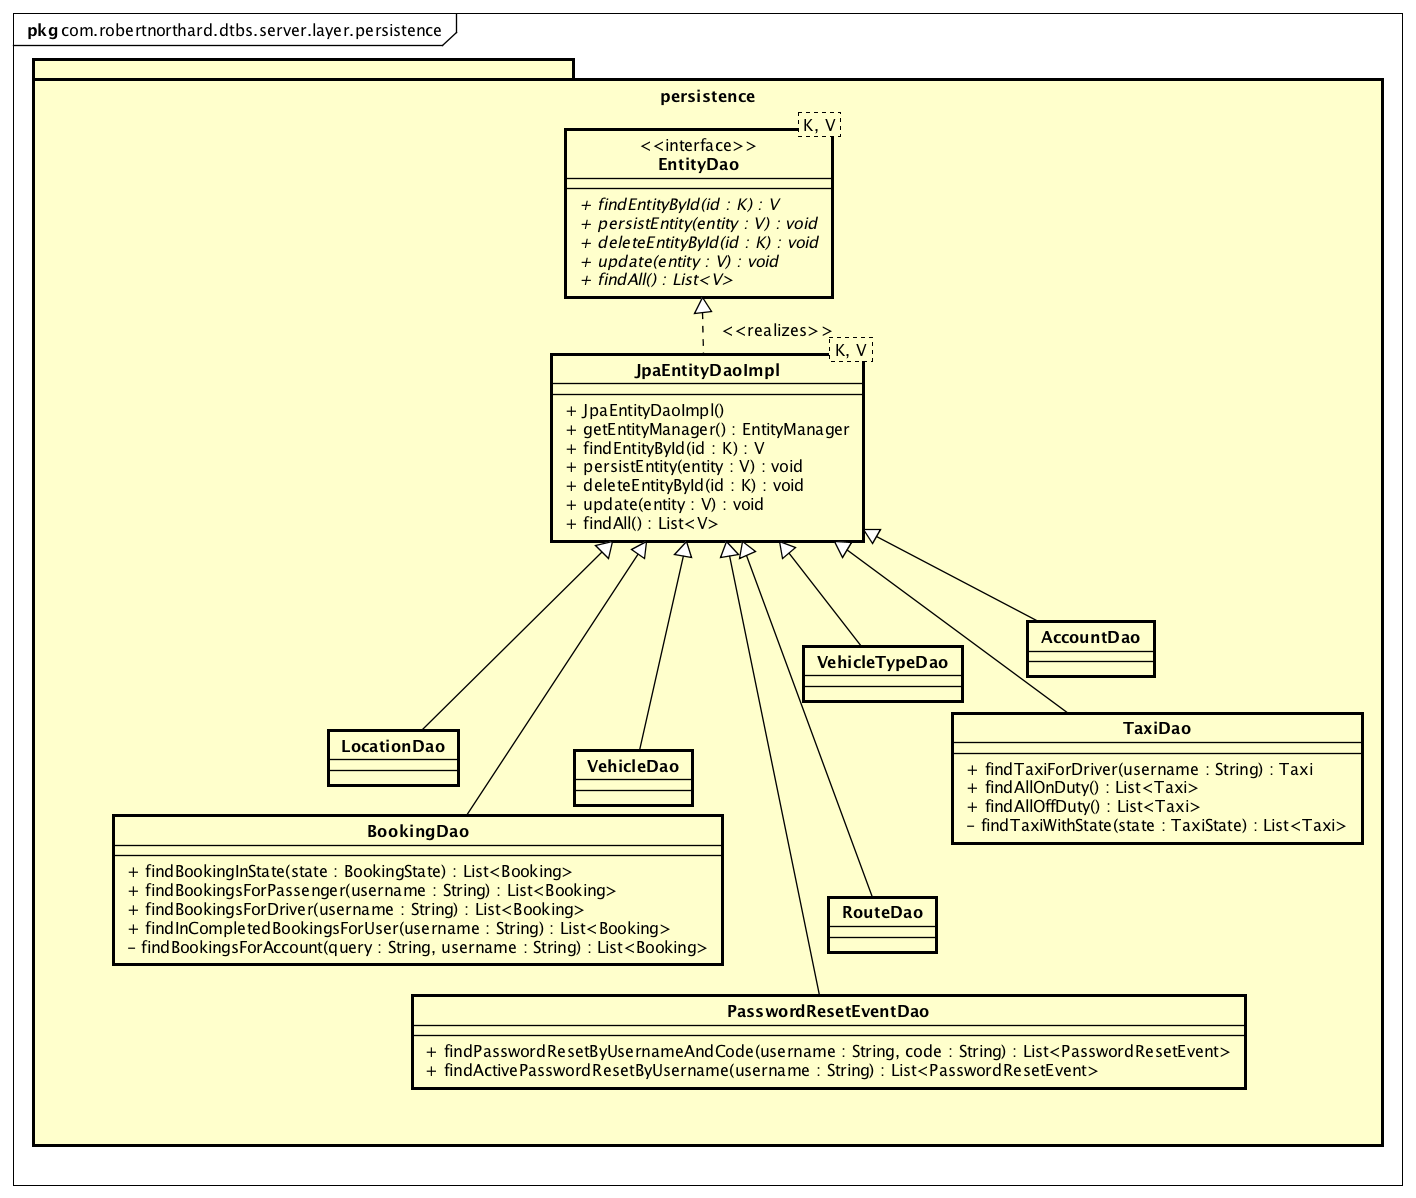 pkg com.robertnorthard.dtbs.server.layer.persistence
persistence
K, V
<<interface>>
EntityDao
+ findEntityById(id : K) : V
+ persistEntity(entity : V) : void
+ deleteEntityById(id : K) : void
+ update(entity : V) : void
+ findAll() : List<V>
<<realizes>>
K, V
JpaEntityDaoImpl
+ JpaEntityDaoImpl()
+ getEntityManager() : EntityManager
+ findEntityById(id : K) : V
+ persistEntity(entity : V) : void
+ deleteEntityById(id : K) : void
+ update(entity : V) : void
+ findAll() : List<V>
AccountDao
VehicleTypeDao
TaxiDao
+ findTaxiForDriver(username : String) : Taxi
+ findAllOnDuty() : List<Taxi>
+ findAllOffDuty() : List<Taxi>
- findTaxiWithState(state : TaxiState) : List<Taxi>
LocationDao
VehicleDao
BookingDao
+ findBookingInState(state : BookingState) : List<Booking>
+ findBookingsForPassenger(username : String) : List<Booking>
+ findBookingsForDriver(username : String) : List<Booking>
+ findInCompletedBookingsForUser(username : String) : List<Booking>
- findBookingsForAccount(query : String, username : String) : List<Booking>
RouteDao
PasswordResetEventDao
+ findPasswordResetByUsernameAndCode(username : String, code : String) : List<PasswordResetEvent>
+ findActivePasswordResetByUsername(username : String) : List<PasswordResetEvent>